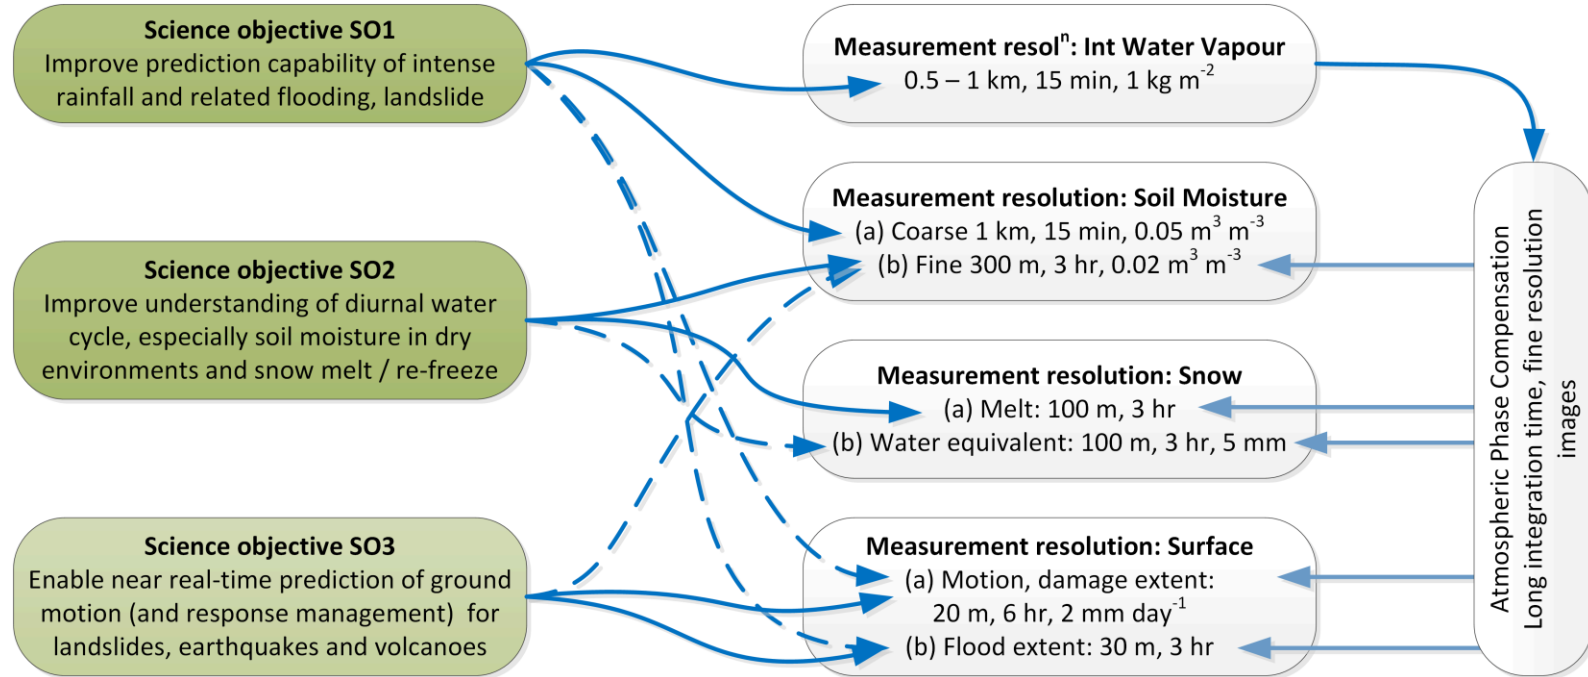 Science objective SO1
Improve prediction capability of intense
rainfall and related flooding, landslide
Measurement resolⁿ: Int Water Vapour
0.5 – 1 km, 15 min, 1 kg m⁻²
Measurement resolution: Soil Moisture
(a) Coarse 1 km, 15 min, 0.05 m³ m⁻³
(b) Fine 300 m, 3 hr, 0.02 m³ m⁻³
Science objective SO2
Improve understanding of diurnal water
cycle, especially soil moisture in dry
environments and snow melt / re-freeze
Measurement resolution: Snow
(a) Melt: 100 m, 3 hr
(b) Water equivalent: 100 m, 3 hr, 5 mm
Science objective SO3
Enable near real-time prediction of ground
motion (and response management)  for
landslides, earthquakes and volcanoes
Measurement resolution: Surface
(a) Motion, damage extent:
20 m, 6 hr, 2 mm day⁻¹
(b) Flood extent: 30 m, 3 hr
Atmospheric Phase Compensation
Long integration time, fine resolution
images